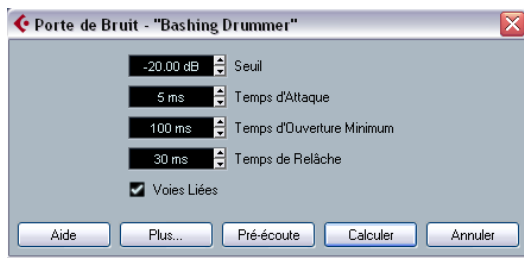 Porte de Bruit - "Bashing Drummer"
-20.00 dB Seuil
5 ms Temps d'Attaque
100 ms Temps d'Ouverture Minimum
30 ms Temps de Relâche
Voies Liées
Aide Plus... Pré-écoute Calculer Annuler